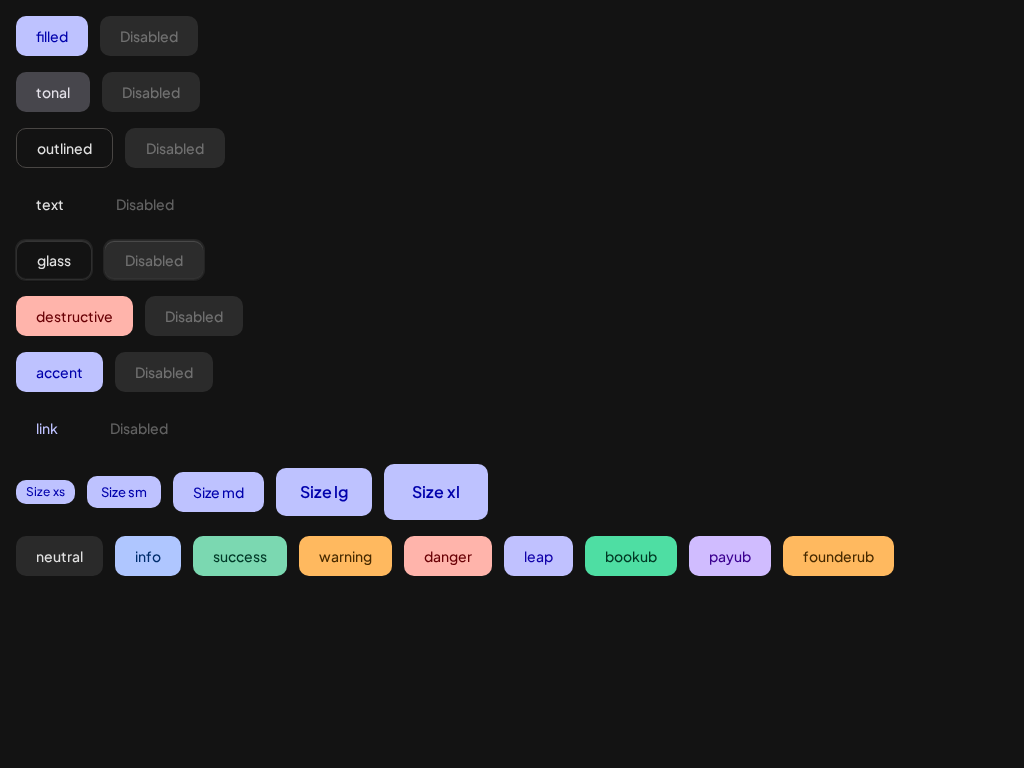 filled Disabled
tonal Disabled
outlined Disabled
text Disabled
glass Disabled
destructive Disabled
accent Disabled
link Disabled
Size xs Size sm Size md Size lg Size xl
neutral info success warning danger leap bookub payub founderub